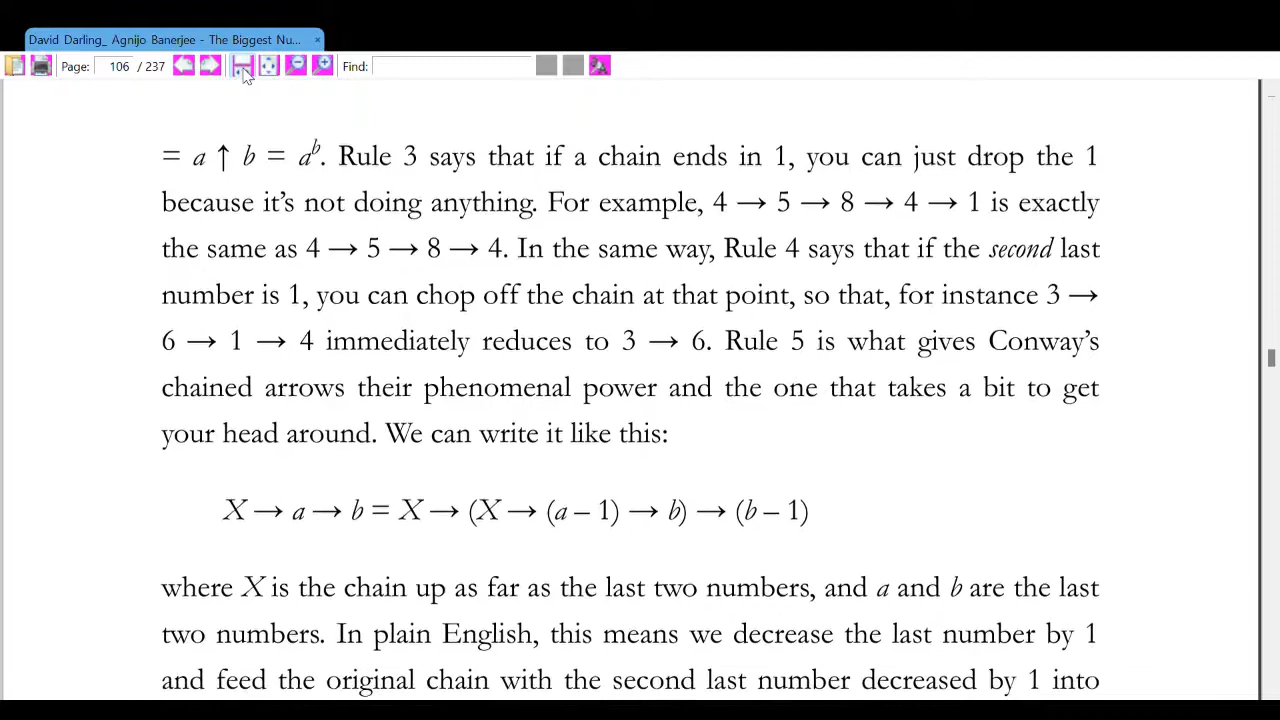 David Darling_ Agnijo Banerjee - The Biggest Nu... ×
Page: 106 / 237 Find:
= a ↑ b = aᵇ. Rule 3 says that if a chain ends in 1, you can just drop the 1
because it’s not doing anything. For example, 4 → 5 → 8 → 4 → 1 is exactly
the same as 4 → 5 → 8 → 4. In the same way, Rule 4 says that if the second last
number is 1, you can chop off the chain at that point, so that, for instance 3 →
6 → 1 → 4 immediately reduces to 3 → 6. Rule 5 is what gives Conway’s
chained arrows their phenomenal power and the one that takes a bit to get
your head around. We can write it like this:
X → a → b = X → (X → (a – 1) → b) → (b – 1)
where X is the chain up as far as the last two numbers, and a and b are the last
two numbers. In plain English, this means we decrease the last number by 1
and feed the original chain with the second last number decreased by 1 into